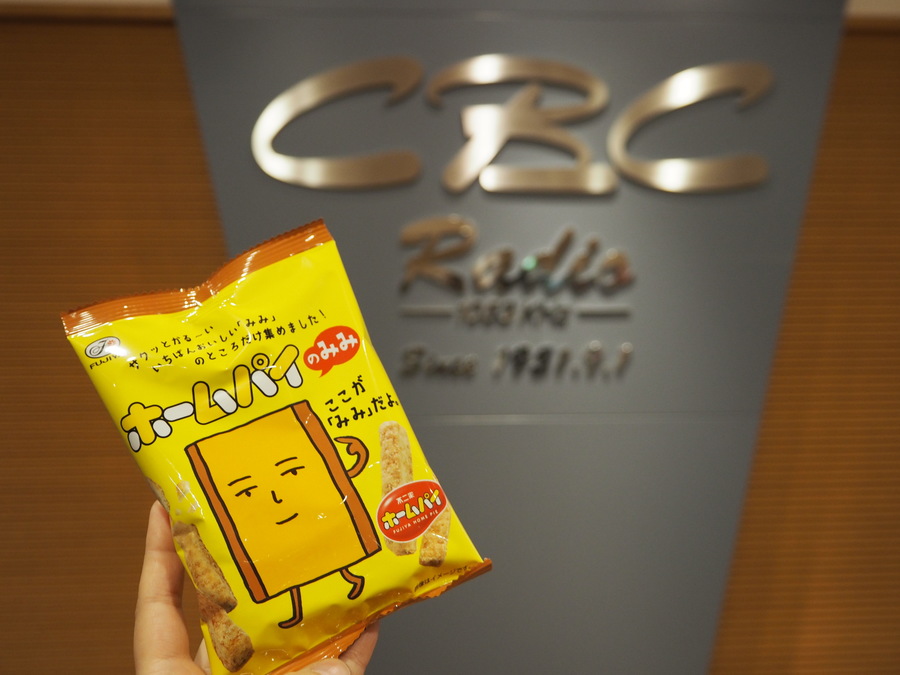 CBC
Radio
1053 KHz
Since 1951.9.1
サクッとかるーい
いちばんおいしい「みみ」
のところだけ集めました!
ホームパイ
のみみ
ここが
「みみ」だよ。
不二家
ホームパイ
FUJIYA HOME PIE